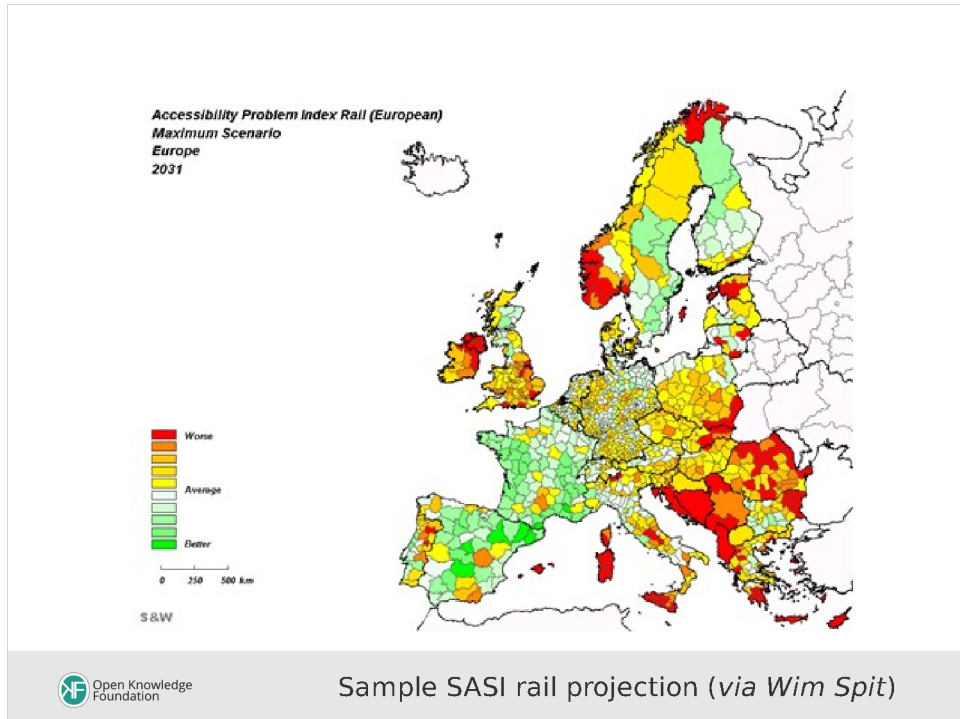 Accessibility Problem Index Rail (European)
Maximum Scenario
Europe
2031
Worse
Average
Better
0 250 500 km
S&W
Open Knowledge
Foundation
Sample SASI rail projection (via Wim Spit)